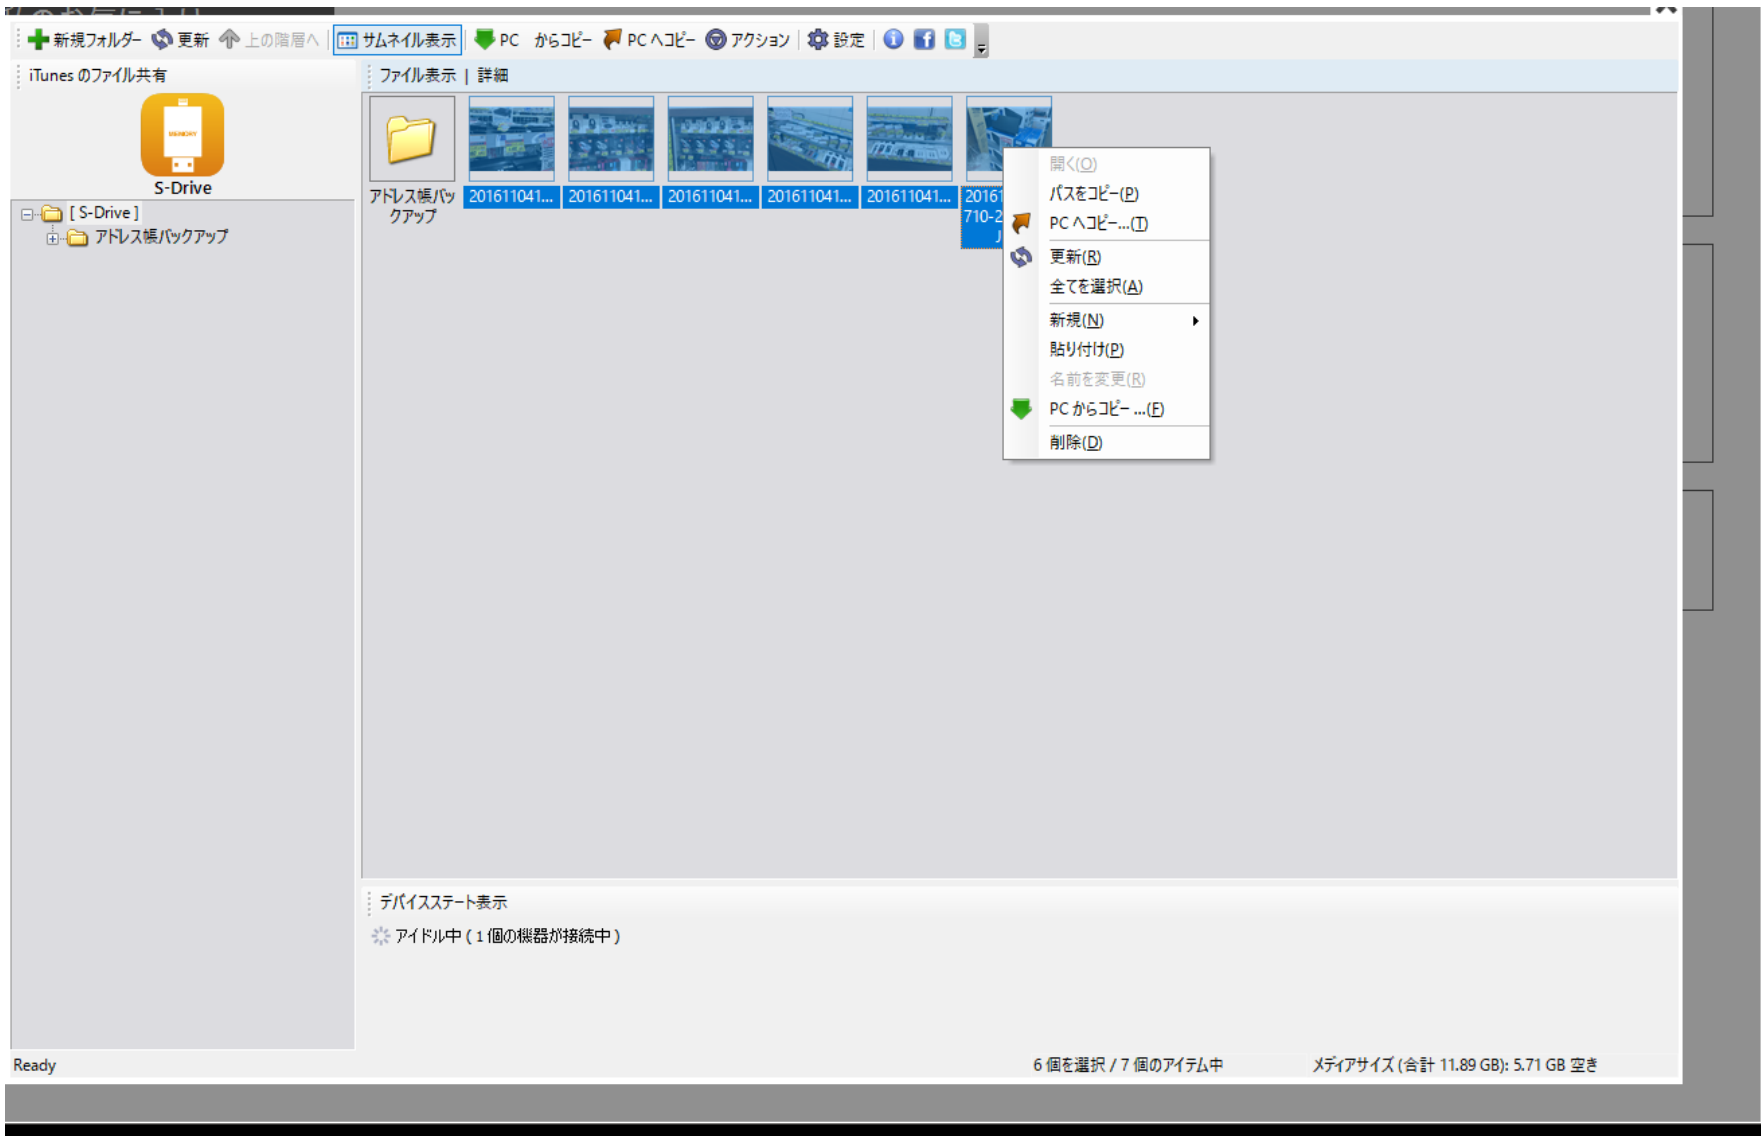 新規フォルダー 更新 上の階層へ サムネイル表示 PC からコピー PC へコピー アクション 設定
iTunes のファイル共有
ファイル表示 | 詳細
MEMORY
S-Drive
[ S-Drive ]
アドレス帳バックアップ
アドレス帳バッ
クアップ
201611041...
201611041...
201611041...
201611041...
201611041...
20161
710-2
J
開く(O)
パスをコピー(P)
PC へコピー...(T)
更新(R)
全てを選択(A)
新規(N)
貼り付け(P)
名前を変更(R)
PC からコピー ...(F)
削除(D)
デバイスステート表示
アイドル中 ( 1 個の機器が接続中 )
Ready
6 個を選択 / 7 個のアイテム中
メディアサイズ (合計 11.89 GB): 5.71 GB 空き